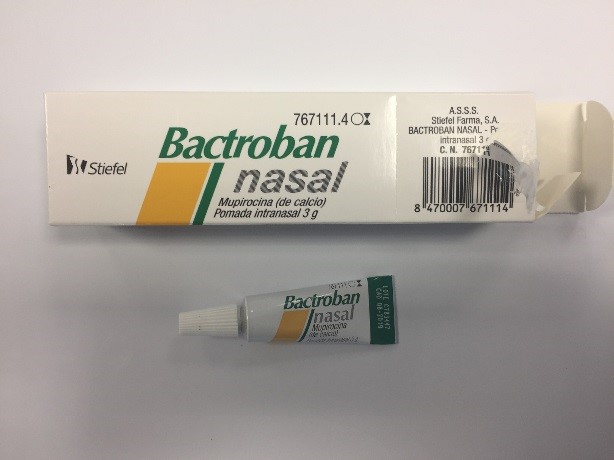 767111.4
Bactroban
nasal
Stiefel
Mupirocina (de calcio)
Pomada intranasal 3 g
A.S.S.S.
Stiefel Farma, S.A.
BACTROBAN NASAL -
intranasal 3
C. N. 7671
8 470007 671114
Bactroban
nasal
Mupirocina